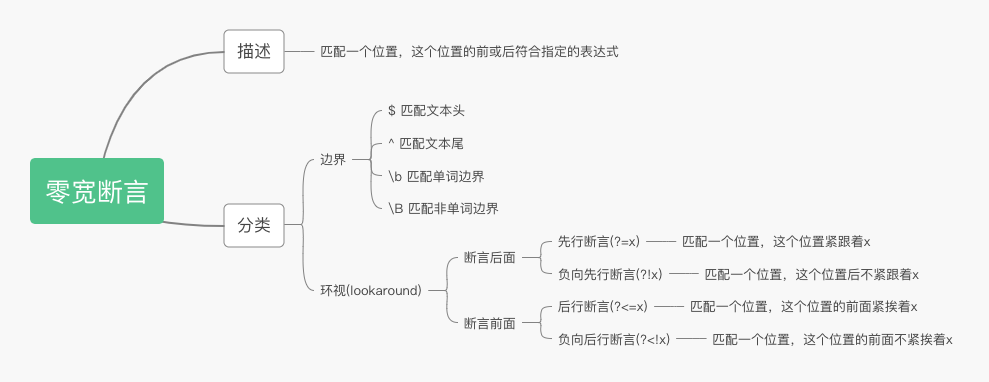 零宽断言
描述
匹配一个位置，这个位置的前或后符合指定的表达式
分类
边界
$ 匹配文本头
^ 匹配文本尾
\b 匹配单词边界
\B 匹配非单词边界
环视(lookaround)
断言后面
先行断言(?=x)
匹配一个位置，这个位置紧跟着x
负向先行断言(?!x)
匹配一个位置，这个位置后不紧跟着x
断言前面
后行断言(?<=x)
匹配一个位置，这个位置的前面紧挨着x
负向后行断言(?<!x)
匹配一个位置，这个位置的前面不紧挨着x